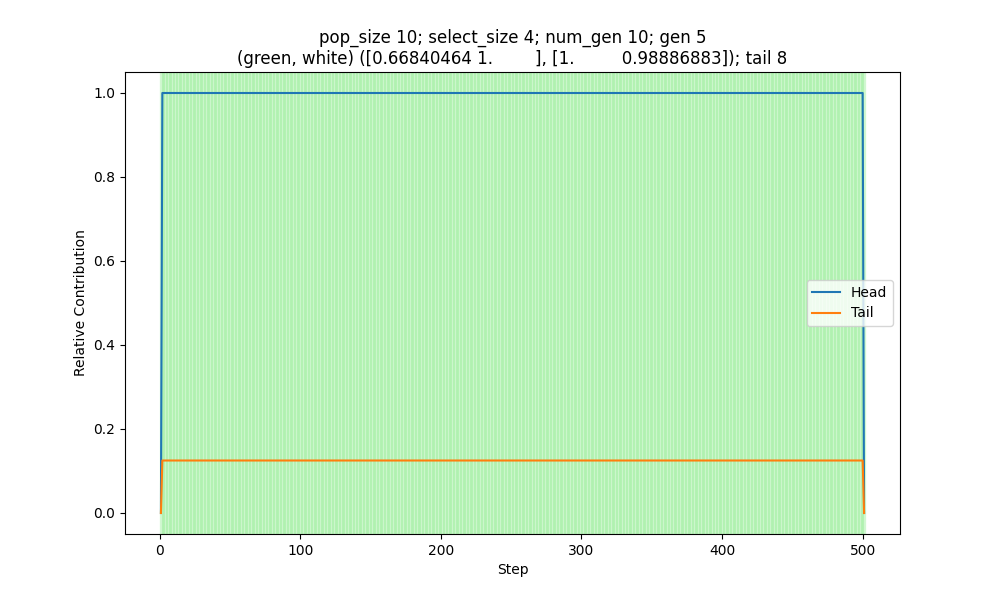 pop_size 10; select_size 4; num_gen 10; gen 5
(green, white) ([0.66840464 1.        ], [1.         0.98886883]); tail 8
1.0
0.8
0.6
0.4
0.2
0.0
Relative Contribution
Head
Tail
0 100 200 300 400 500
Step